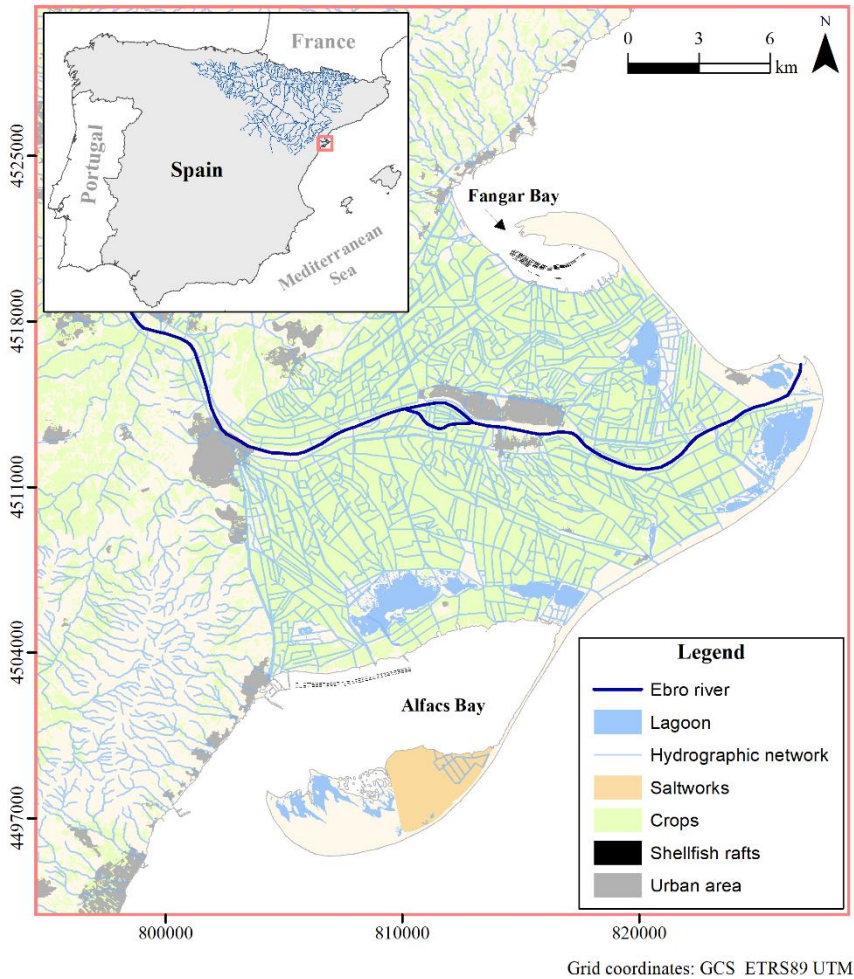 France
Portugal
Spain
Mediterranean
Sea
0 3 6
km
N
4525000
4518000
4511000
4504000
4497000
Fangar Bay
Alfacs Bay
Legend
Ebro river
Lagoon
Hydrographic network
Saltworks
Crops
Shellfish rafts
Urban area
800000 810000 820000
Grid coordinates: GCS ETRS89 UTM